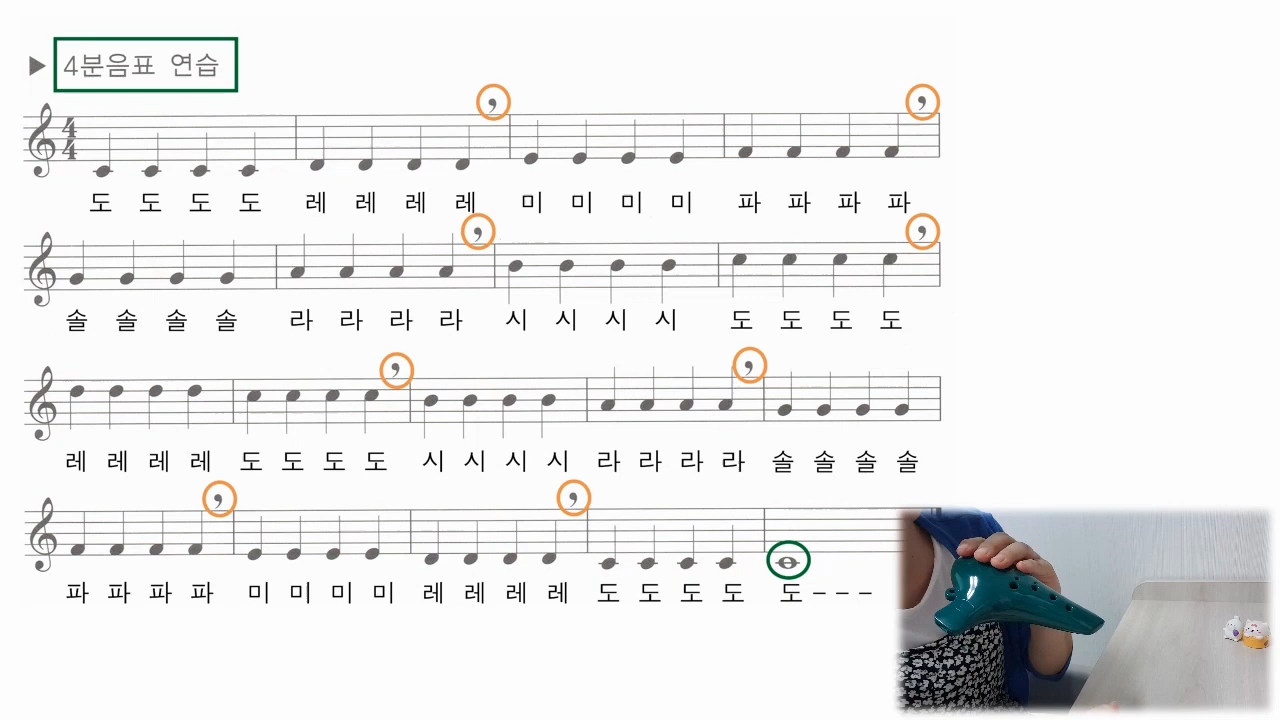 ▶ 4분음표 연습
도 도 도 도 레 레 레 레 미 미 미 미 파 파 파 파
솔 솔 솔 솔 라 라 라 라 시 시 시 시 도 도 도 도
레 레 레 레 도 도 도 도 시 시 시 시 라 라 라 라 솔 솔 솔 솔
파 파 파 파 미 미 미 미 레 레 레 레 도 도 도 도 도 – – –